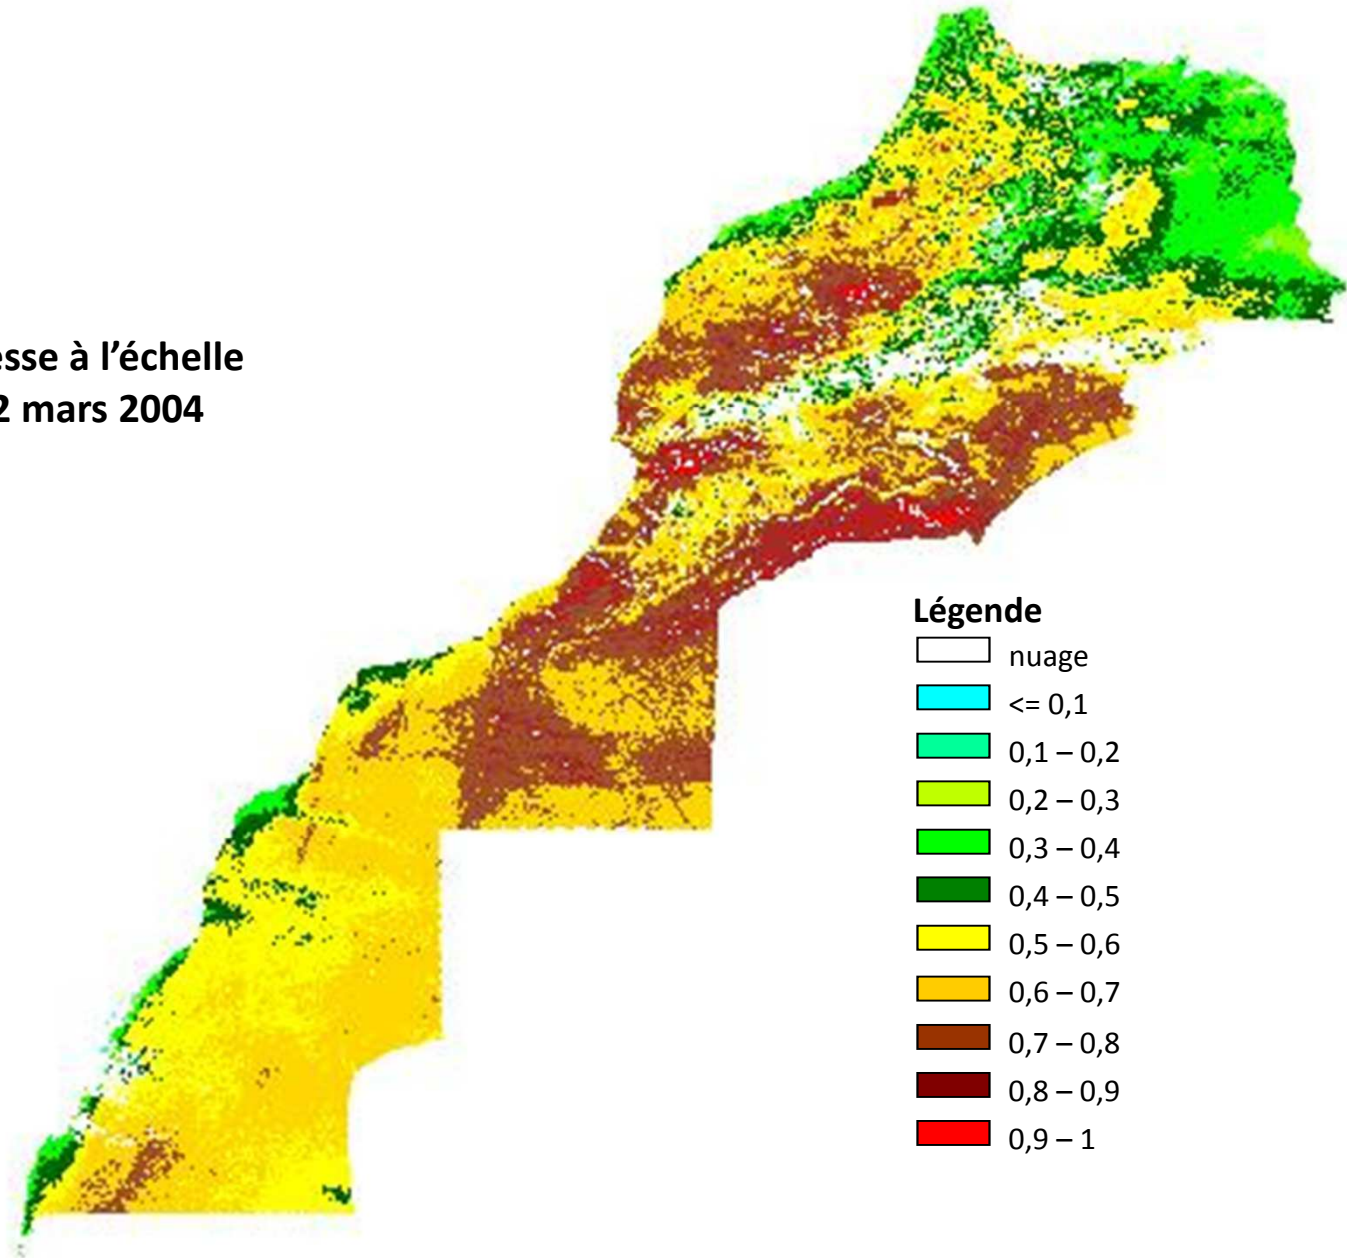 à l'échelle
mars 2004
Légende
nuage
<= 0,1
0,1 – 0,2
0,2 – 0,3
0,3 – 0,4
0,4 – 0,5
0,5 – 0,6
0,6 – 0,7
0,7 – 0,8
0,8 – 0,9
0,9 – 1